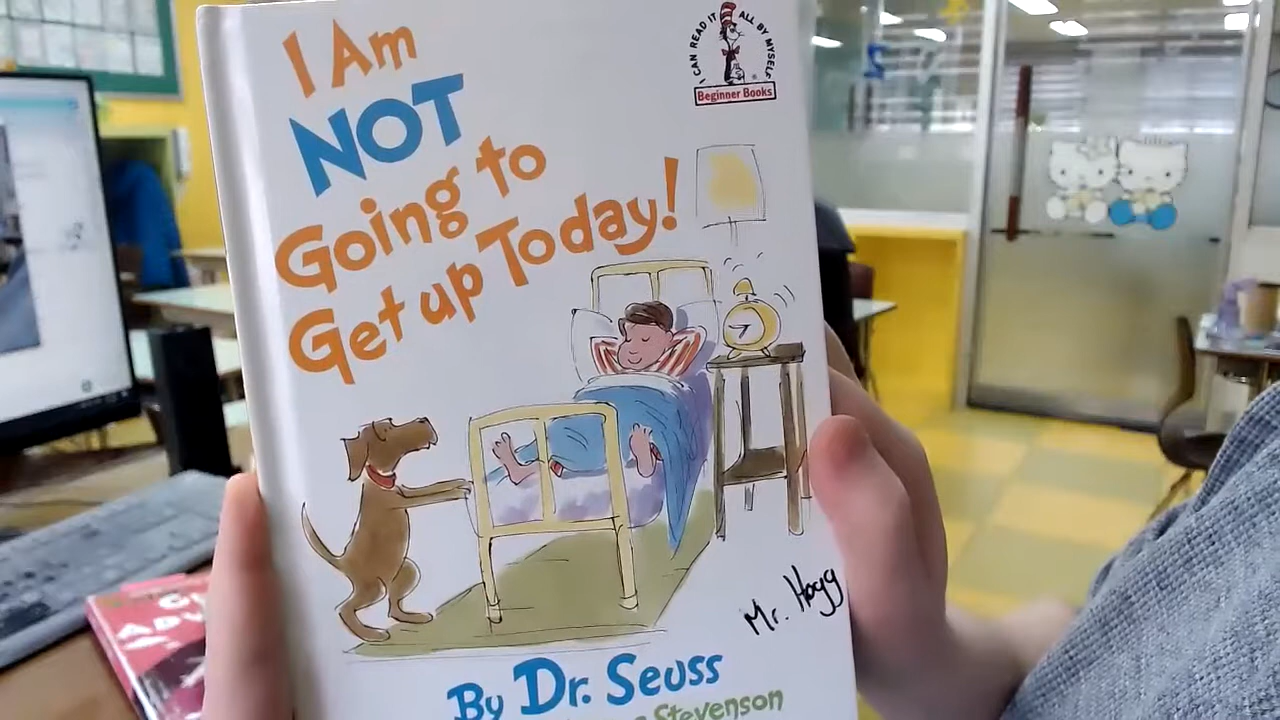 I Am
NOT
Going to
Get up Today!
I CAN READ IT ALL BY MYSELF
Beginner Books
Mr. Hogg
By Dr. Seuss
Stevenson